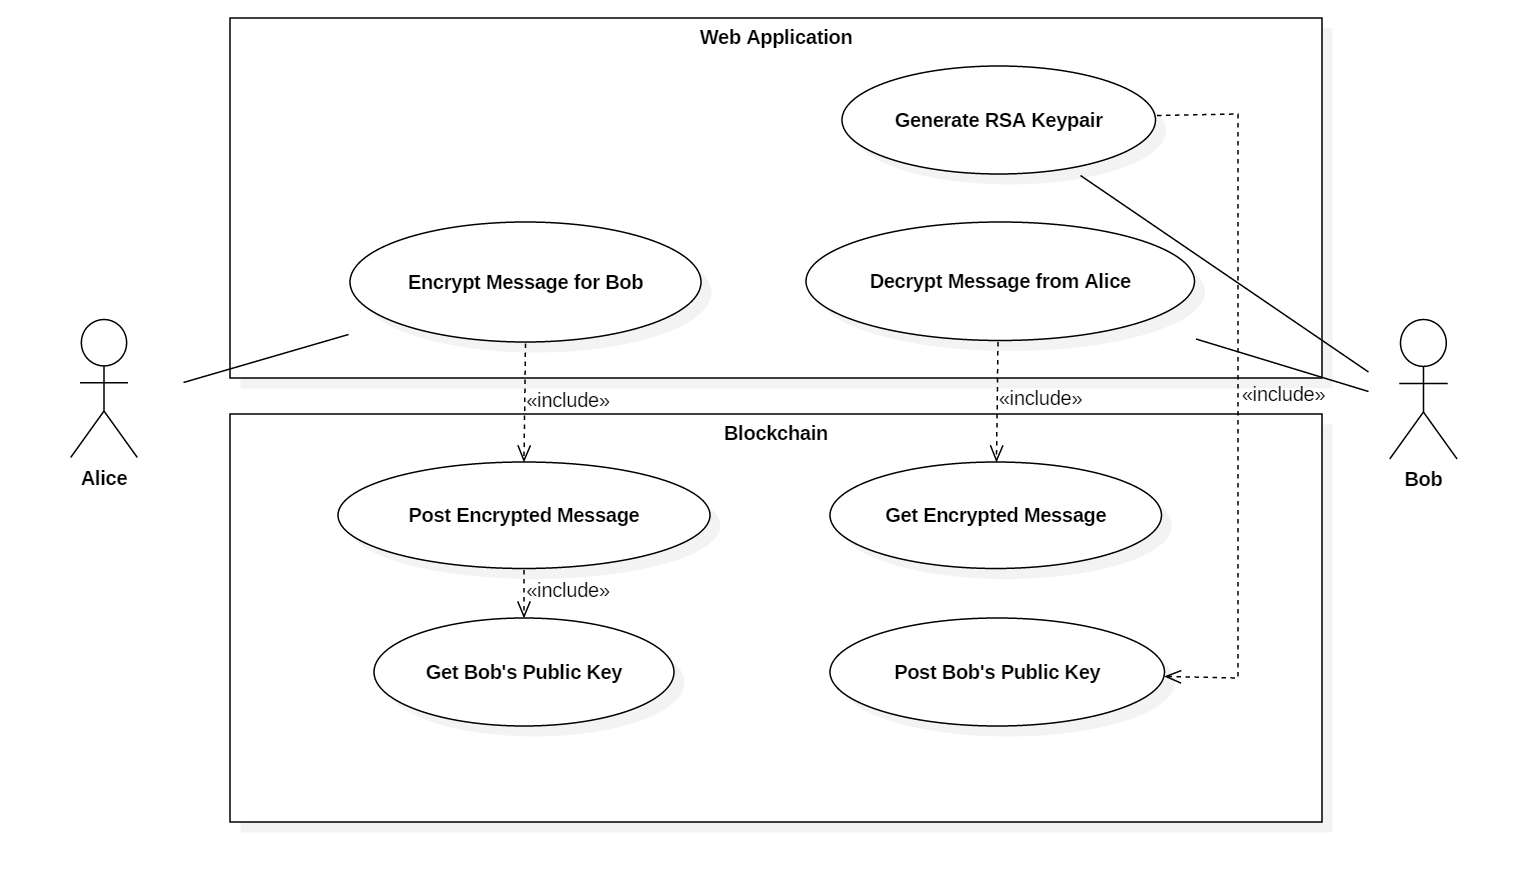 Web Application
Generate RSA Keypair
Encrypt Message for Bob
Decrypt Message from Alice
«include»
«include»
«include»
Blockchain
Alice
Bob
Post Encrypted Message
Get Encrypted Message
«include»
Get Bob's Public Key
Post Bob's Public Key